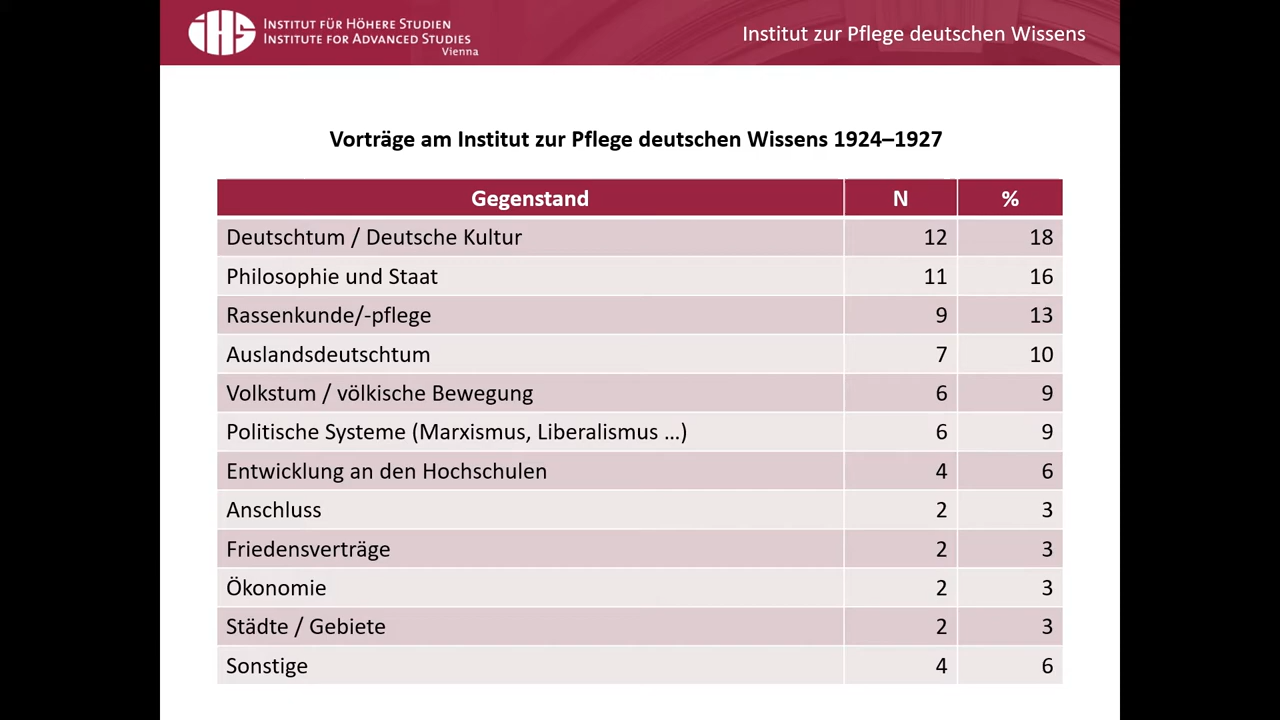 iHS
INSTITUT FÜR HÖHERE STUDIEN
INSTITUTE FOR ADVANCED STUDIES
Vienna
Institut zur Pflege deutschen Wissens
Vorträge am Institut zur Pflege deutschen Wissens 1924–1927
Gegenstand N %
Deutschtum / Deutsche Kultur 12 18
Philosophie und Staat 11 16
Rassenkunde/-pflege 9 13
Auslandsdeutschtum 7 10
Volkstum / völkische Bewegung 6 9
Politische Systeme (Marxismus, Liberalismus …) 6 9
Entwicklung an den Hochschulen 4 6
Anschluss 2 3
Friedensverträge 2 3
Ökonomie 2 3
Städte / Gebiete 2 3
Sonstige 4 6